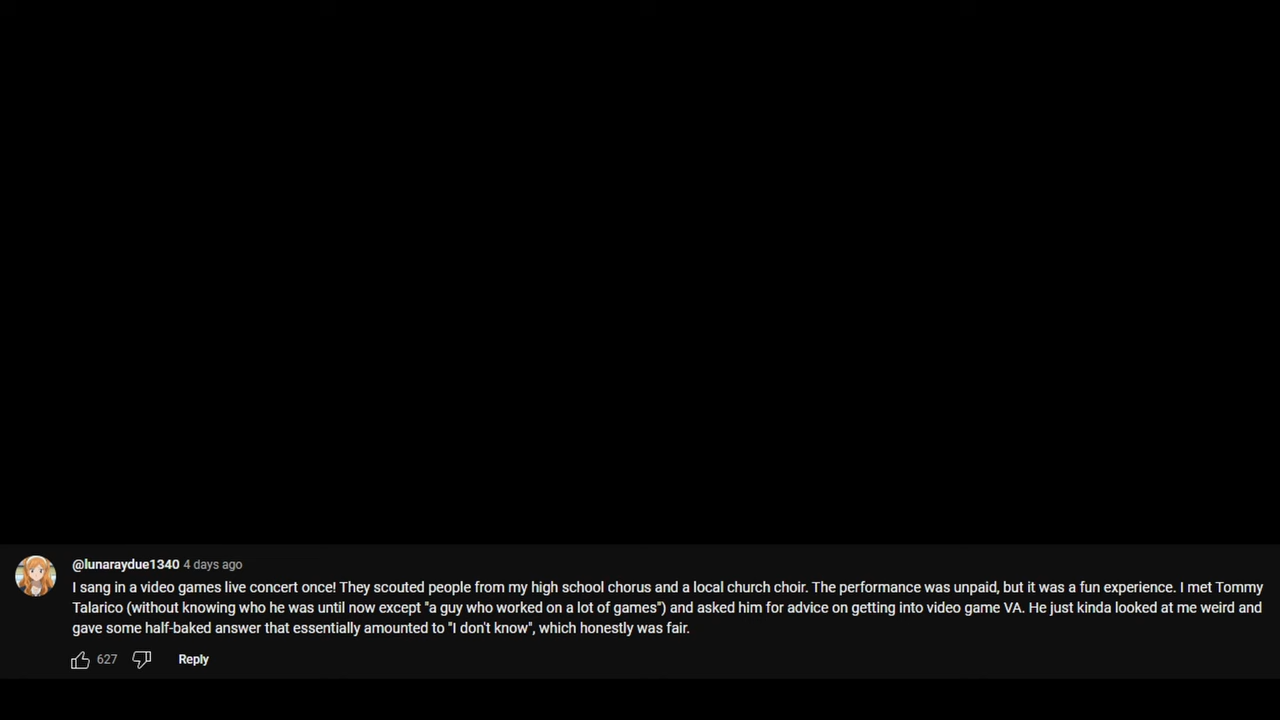 @lunaraydue1340 4 days ago
I sang in a video games live concert once! They scouted people from my high school chorus and a local church choir. The performance was unpaid, but it was a fun experience. I met Tommy
Talarico (without knowing who he was until now except "a guy who worked on a lot of games") and asked him for advice on getting into video game VA. He just kinda looked at me weird and
gave some half-baked answer that essentially amounted to "I don't know", which honestly was fair.
627 Reply